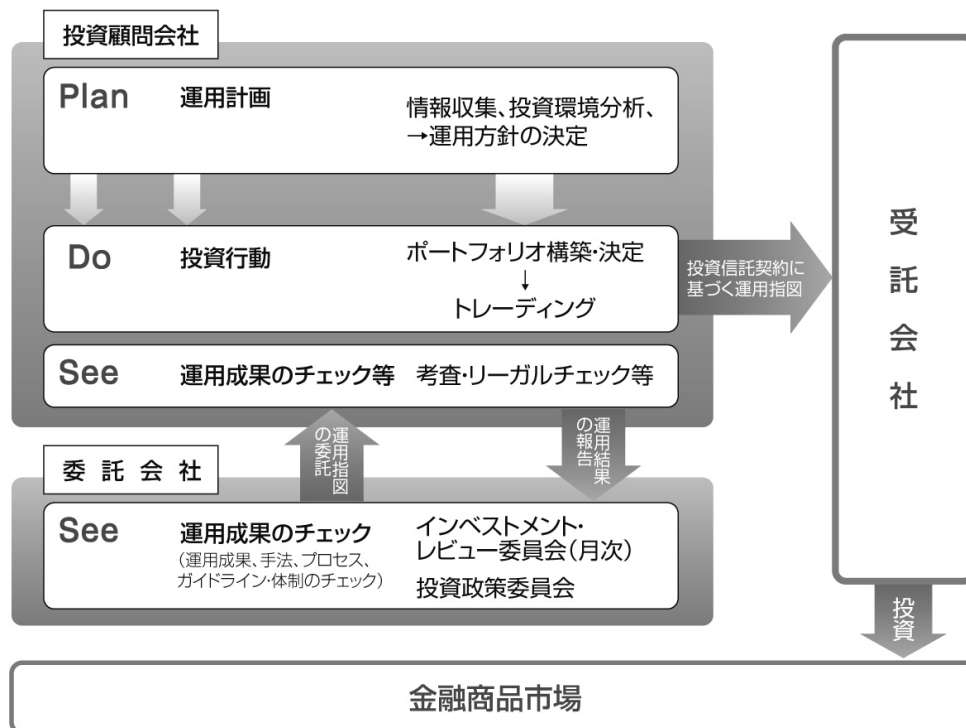 投資顧問会社
Plan 運用計画 情報収集、投資環境分析、
→運用方針の決定
Do 投資行動 ポートフォリオ構築・決定
↓
トレーディング
投資信託契約に
基づく運用指図
See 運用成果のチェック等 考査・リーガルチェック等
運用指図
の委託
運用結果
の報告
委託会社
See 運用成果のチェック
(運用成果、手法、プロセス、
ガイドライン・体制のチェック)
インベストメント・
レビュー委員会(月次)
投資政策委員会
受託会社
投資
金融商品市場